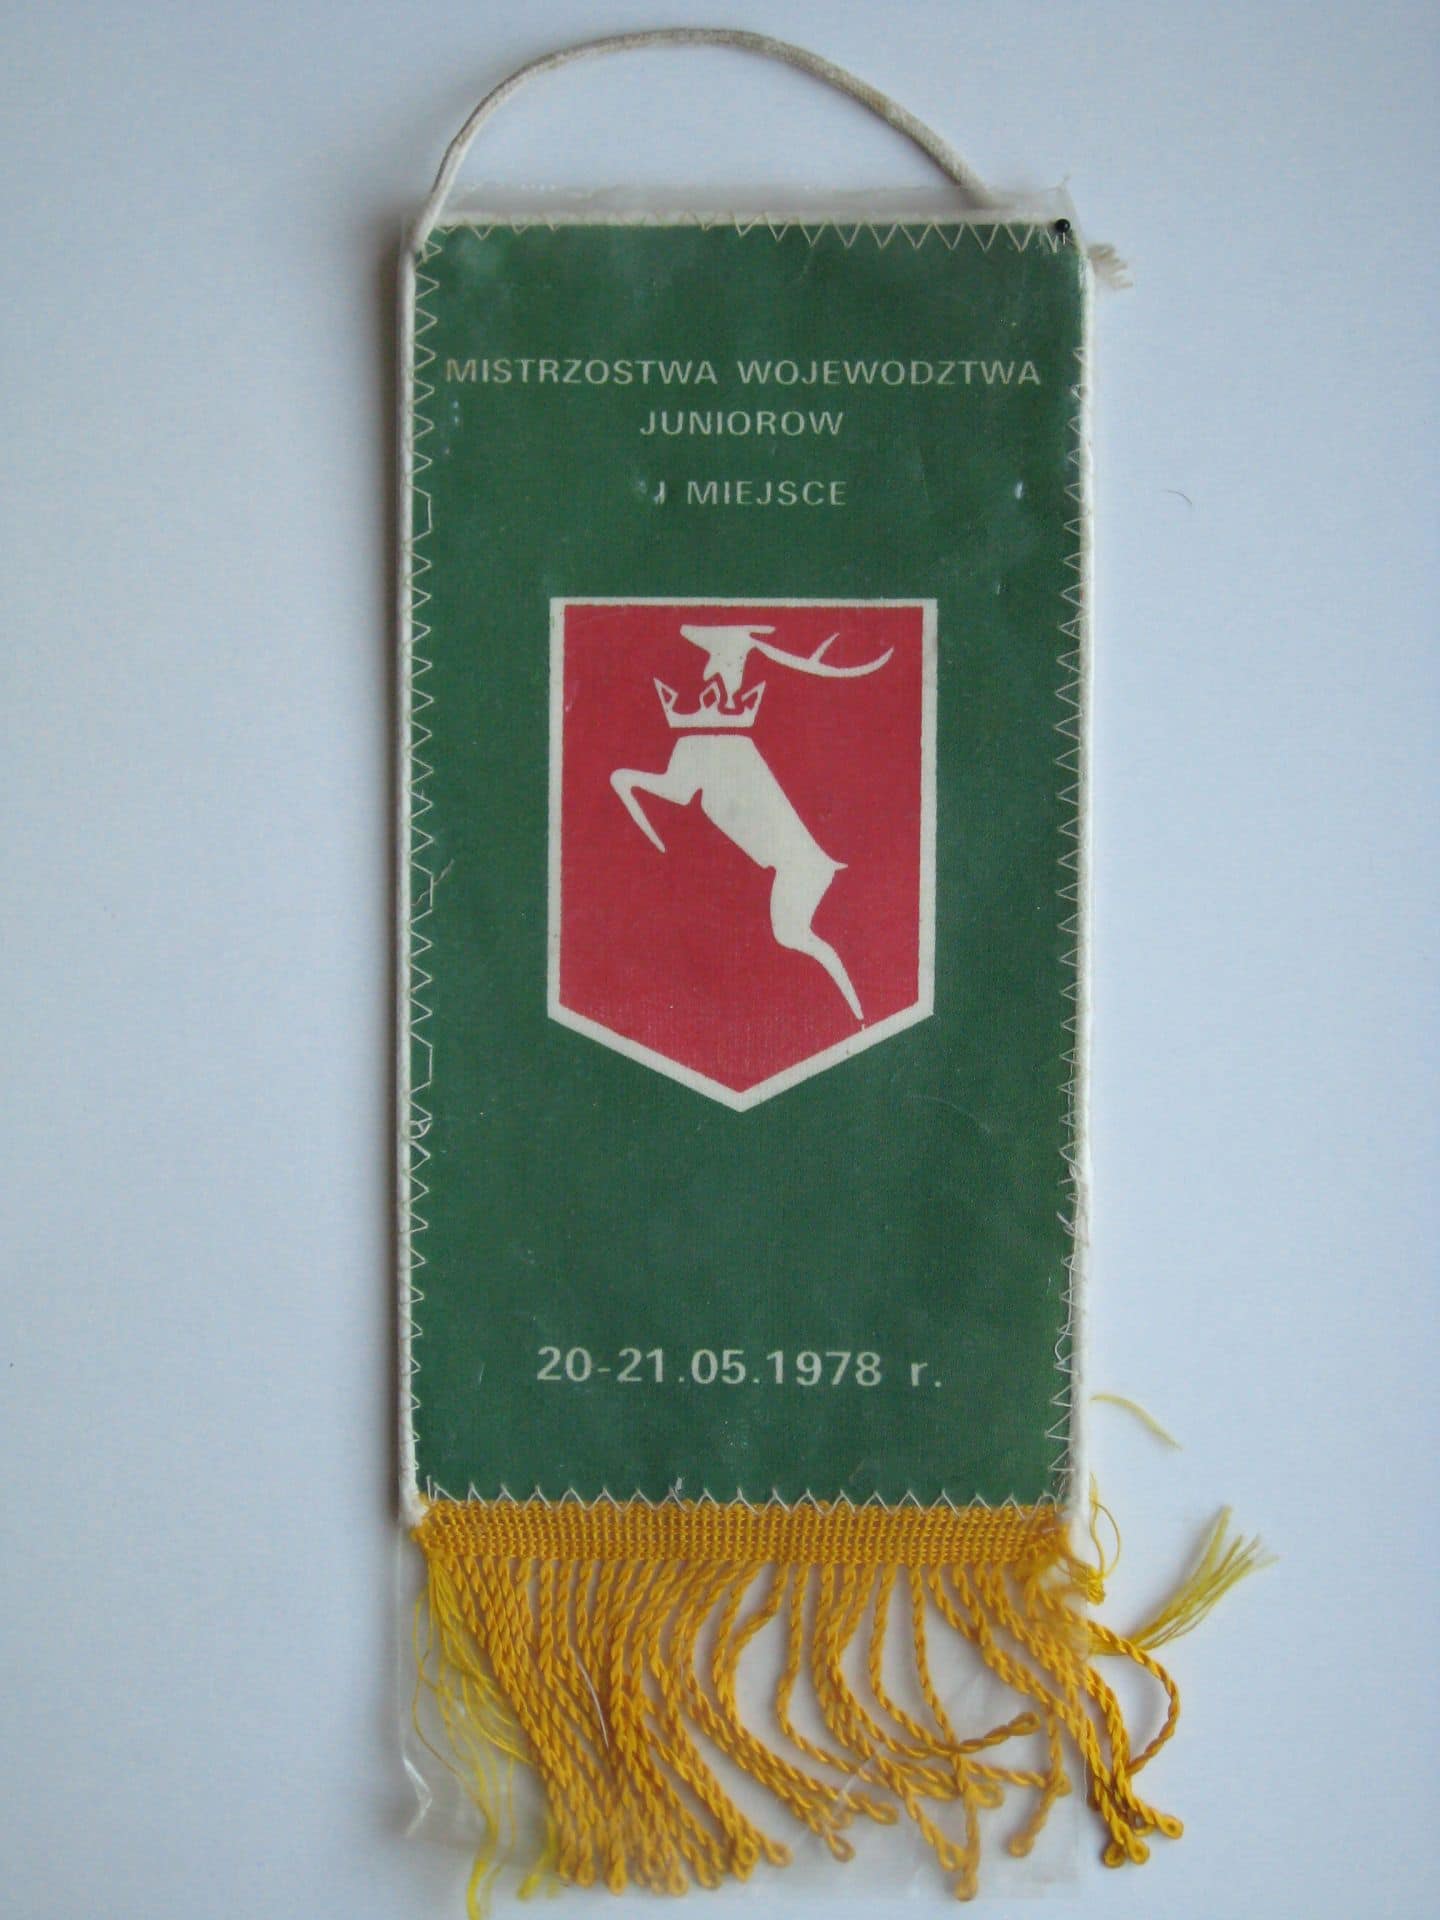 MISTRZOSTWA WOJEWODZTWA
JUNIOROW
I MIEJSCE
20-21.05.1978 r.